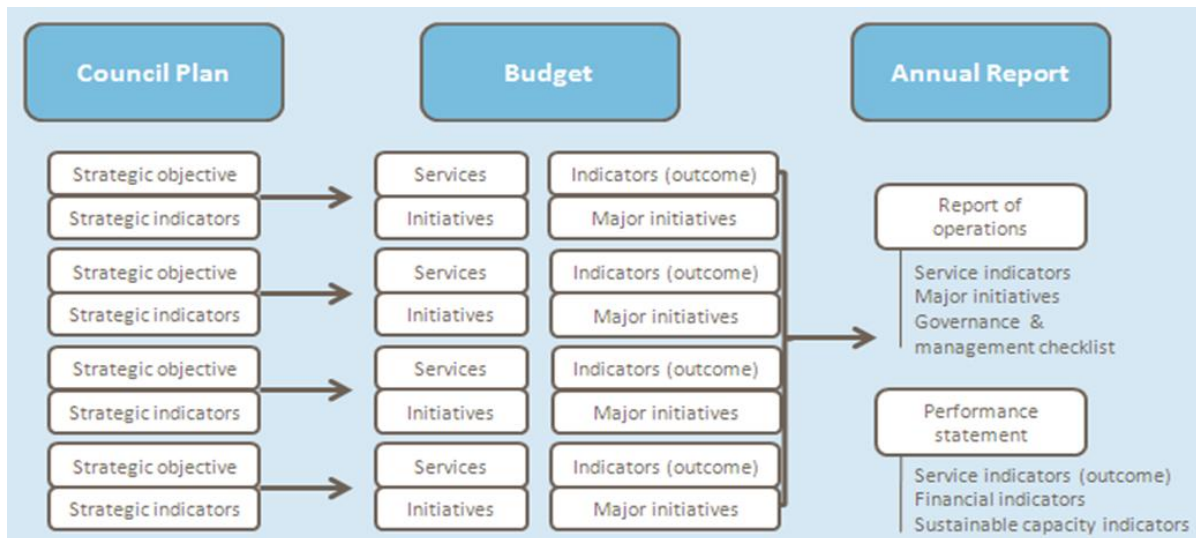 Council Plan
Budget
Annual Report
Strategic objective
Strategic indicators
Strategic objective
Strategic indicators
Strategic objective
Strategic indicators
Strategic objective
Strategic indicators
Services
Initiatives
Services
Initiatives
Services
Initiatives
Services
Initiatives
Indicators (outcome)
Major initiatives
Indicators (outcome)
Major initiatives
Indicators (outcome)
Major initiatives
Indicators (outcome)
Major initiatives
Report of
operations
Service indicators
Major initiatives
Governance &
management checklist
Performance
statement
Service indicators (outcome)
Financial indicators
Sustainable capacity indicators